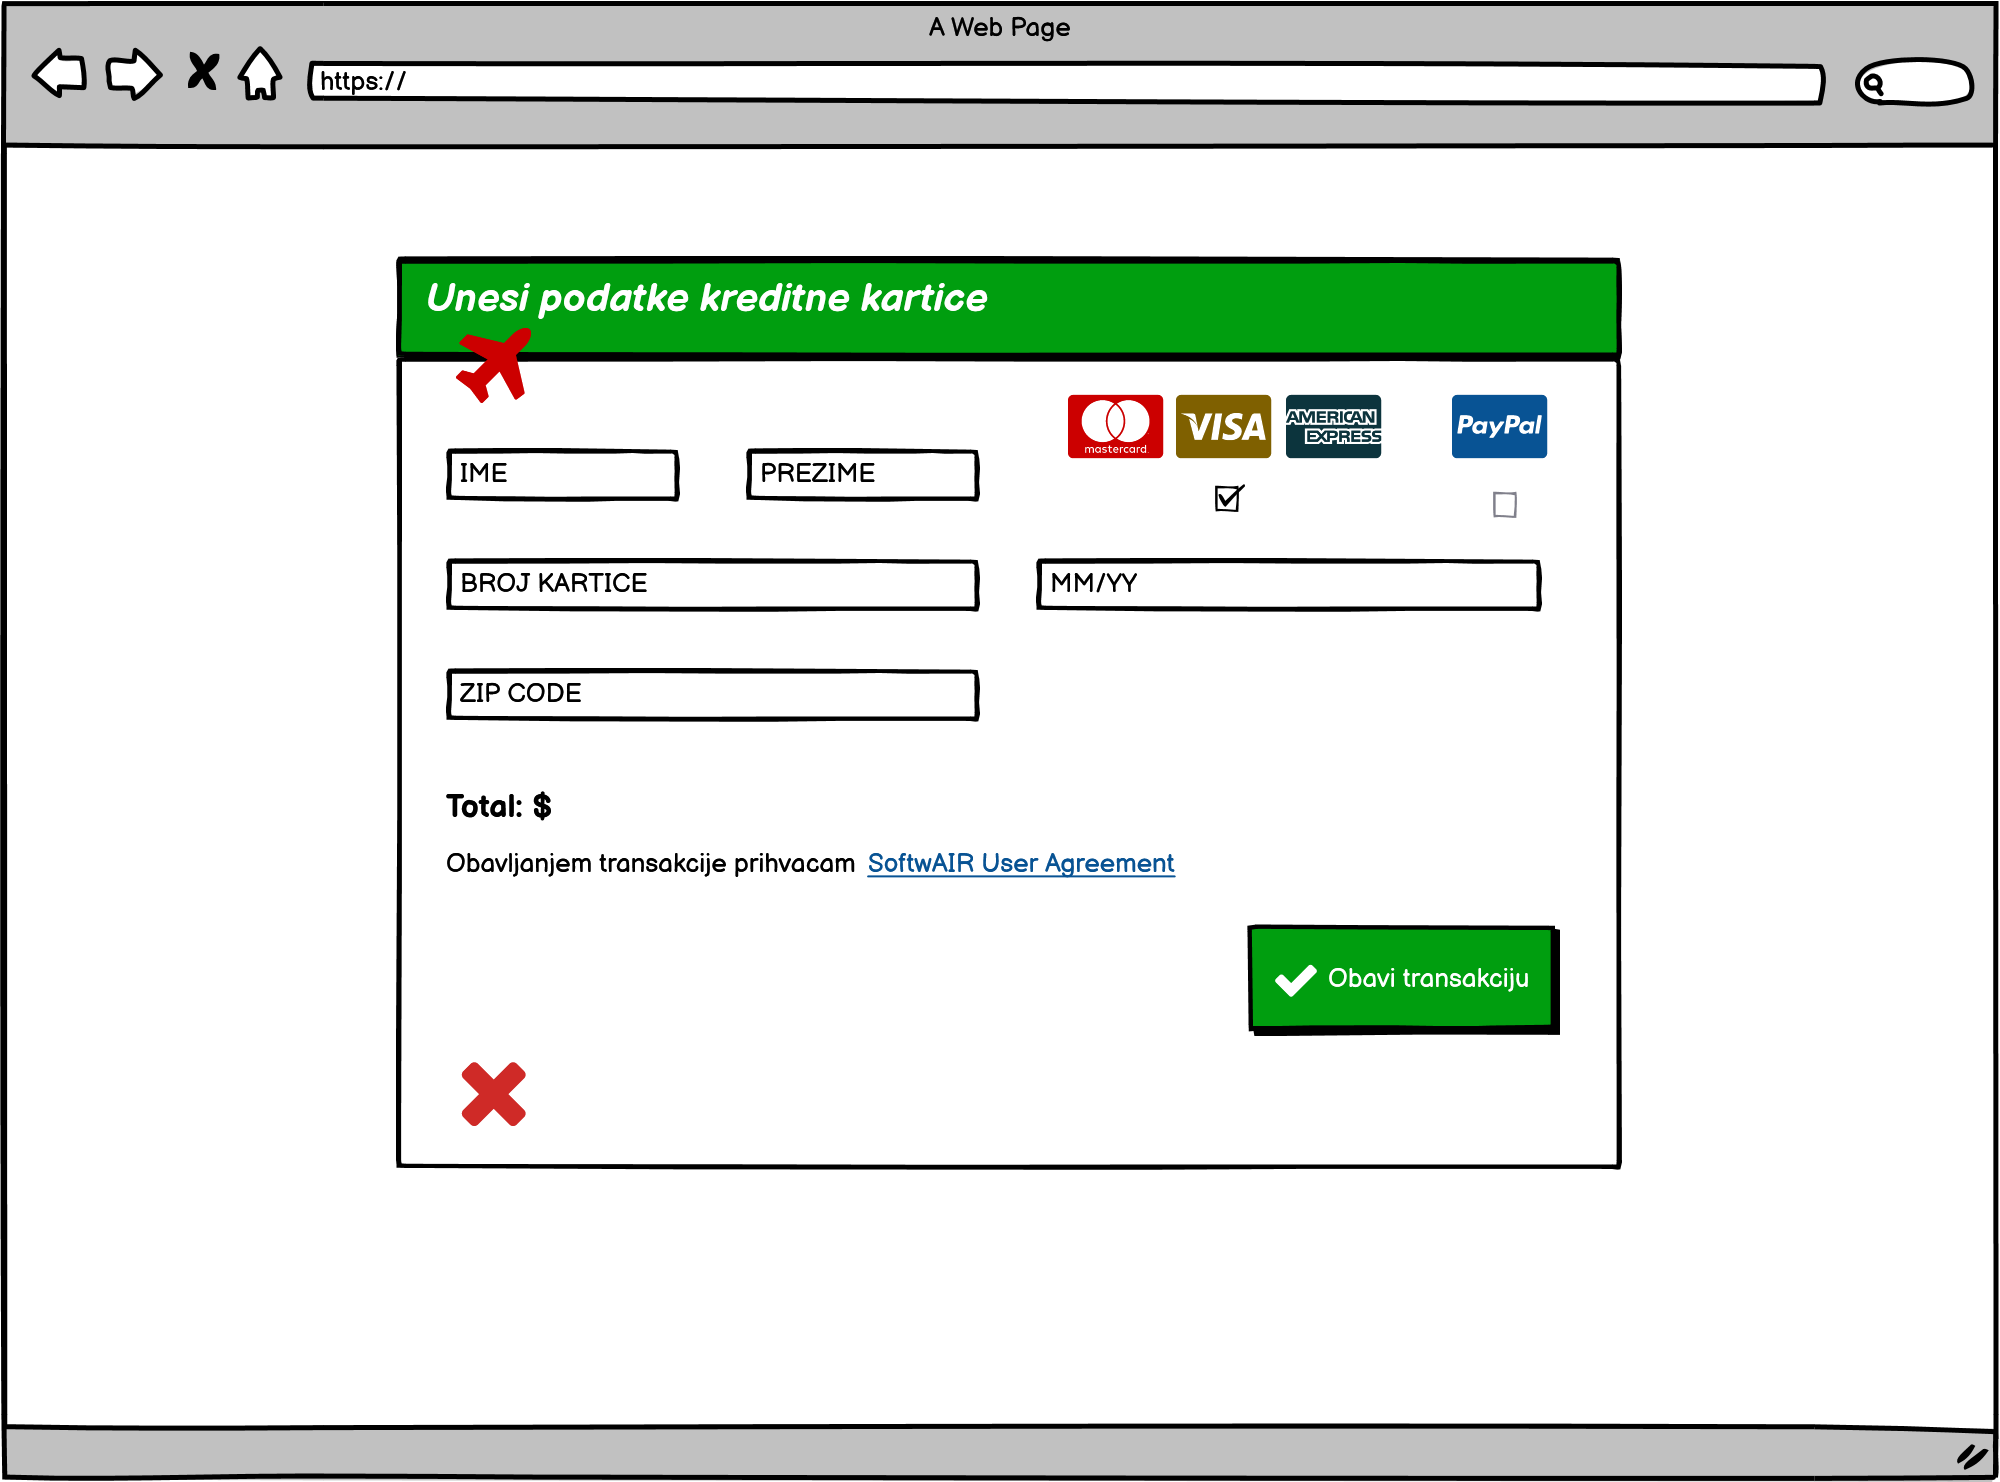 A Web Page
https://
Unesi podatke kreditne kartice
mastercard.
VISA
AMERICAN
EXPRESS
PayPal
IME
PREZIME
BROJ KARTICE
MM/YY
ZIP CODE
Total: $
Obavljanjem transakcije prihvacam SoftwAIR User Agreement
Obavi transakciju